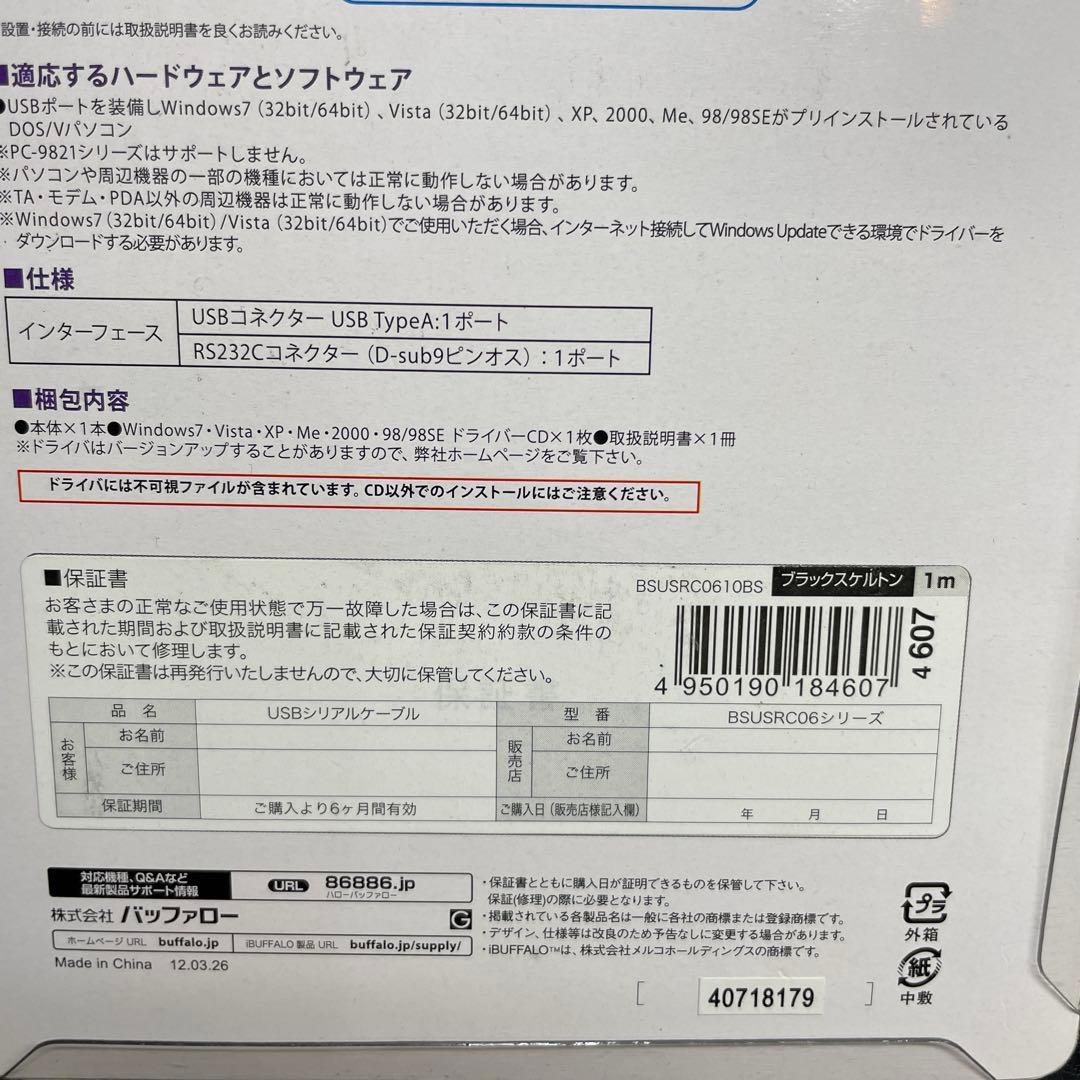 設置・接続の前には取扱説明書を良くお読みください。
■適応するハードウェアとソフトウェア
●USBポートを装備しWindows7（32bit/64bit）、Vista（32bit/64bit）、XP、2000、Me、98/98SEがプリインストールされている
DOS/Vパソコン
※PC-9821シリーズはサポートしません。
※パソコンや周辺機器の一部の機種においては正常に動作しない場合があります。
※TA・モデム・PDA以外の周辺機器は正常に動作しない場合があります。
※Windows7（32bit/64bit）/Vista（32bit/64bit）でご使用いただく場合、インターネット接続してWindows Updateできる環境でドライバーを
ダウンロードする必要があります。
■仕様
インターフェース
USBコネクター USB TypeA:1ポート
RS232Cコネクター（D-sub9ピンオス）：1ポート
■梱包内容
●本体×1本●Windows7・Vista・XP・Me・2000・98/98SE ドライバーCD×1枚●取扱説明書×1冊
※ドライバはバージョンアップすることがありますので、弊社ホームページをご覧下さい。
ドライバには不可視ファイルが含まれています。CD以外でのインストールにはご注意ください。
■保証書
BSUSRC0610BS ブラックスケルトン 1m
お客さまの正常なご使用状態で万一故障した場合は、この保証書に記
載された期間および取扱説明書に記載された保証契約約款の条件の
もとにおいて修理します。
※この保証書は再発行いたしませんので、大切に保管してください。
4 607
4 950190 184607
保証書
品 名 USBシリアルケーブル 型 番 BSUSRC06シリーズ
お客様 お名前 販売店 お名前
ご住所 ご住所
保証期間 ご購入より6ヶ月間有効 ご購入日（販売店様記入欄） 年 月 日
対応機種、Q&Aなど
最新製品サポート情報
URL 86886.jp
ハローバッファロー
株式会社 バッファロー
G
ホームページ URL buffalo.jp iBUFFALO 製品 URL buffalo.jp/supply/
Made in China 12.03.26
・保証書とともに購入日が証明できるものを保管して下さい。
保証(修理)の際に必要となります。
・掲載されている各製品名は一般に各社の商標または登録商標です。
・デザイン、仕様等は改良のため予告なしに変更する場合があります。
・iBUFFALO™は、株式会社メルコホールディングスの商標です。
プラ
外箱
紙
中敷
[ 40718179 ]